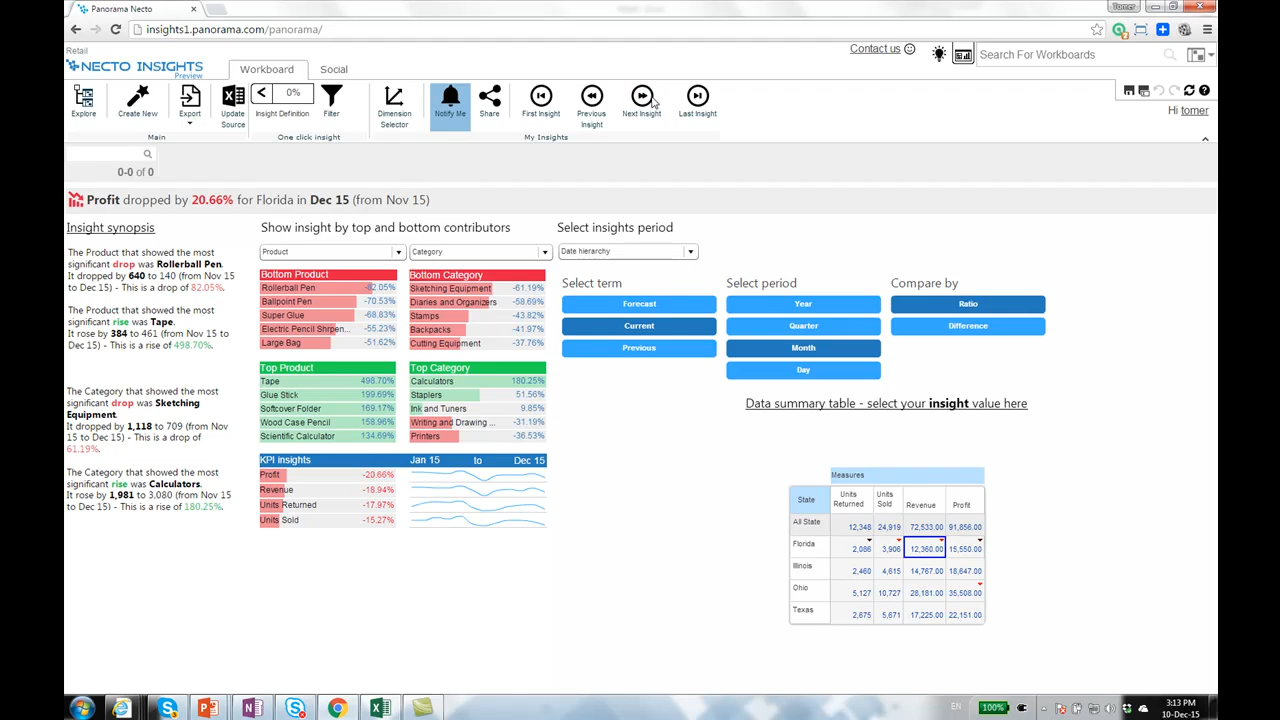 Panorama Necto
Tomer
insights1.panorama.com/panorama/
Retail
NECTO INSIGHTS
Preview
Workboard
Social
Contact us
Search For Workboards
Explore
Create New
Export
Update Source
0%
Insight Definition
Filter
Dimension Selector
Notify Me
Share
First Insight
Previous Insight
Next Insight
Last Insight
Main
One click insight
My Insights
Hi tomer
0-0 of 0
Profit dropped by 20.66% for Florida in Dec 15 (from Nov 15)
Insight synopsis
The Product that showed the most
significant drop was Rollerball Pen.
It dropped by 640 to 140 (from Nov 15
to Dec 15) - This is a drop of 82.05%.
The Product that showed the most
significant rise was Tape.
It rose by 384 to 461 (from Nov 15 to
Dec 15) - This is a rise of 498.70%.
The Category that showed the most
significant drop was Sketching
Equipment.
It dropped by 1,118 to 709 (from Nov
15 to Dec 15) - This is a drop of
61.19%.
The Category that showed the most
significant rise was Calculators.
It rose by 1,981 to 3,080 (from Nov 15
to Dec 15) - This is a rise of 180.25%.
Show insight by top and bottom contributors
Product
Category
Bottom Product
Rollerball Pen -82.05%
Ballpoint Pen -70.53%
Super Glue -68.83%
Electric Pencil Shrpen... -55.23%
Large Bag -51.62%
Bottom Category
Sketching Equipment -61.19%
Diaries and Organizers -58.69%
Stamps -43.82%
Backpacks -41.97%
Cutting Equipment -37.76%
Top Product
Tape 498.70%
Glue Stick 199.69%
Softcover Folder 169.17%
Wood Case Pencil 158.96%
Scientific Calculator 134.69%
Top Category
Calculators 180.25%
Staplers 51.56%
Ink and Tuners 9.85%
Writing and Drawing ... -31.19%
Printers -36.53%
KPI insights Jan 15 to Dec 15
Profit -20.66%
Revenue -18.94%
Units Returned -17.97%
Units Sold -15.27%
Select insights period
Date hierarchy
Select term
Forecast
Current
Previous
Select period
Year
Quarter
Month
Day
Compare by
Ratio
Difference
Data summary table - select your insight value here
Measures
State Units Returned Units Sold Revenue Profit
All State 12,348 24,919 72,533.00 91,856.00
Florida 2,086 3,906 12,360.00 15,550.00
Illinois 2,460 4,615 14,767.00 18,647.00
Ohio 5,127 10,727 28,181.00 35,508.00
Texas 2,675 5,671 17,225.00 22,151.00
EN
100%
3:13 PM
10-Dec-15